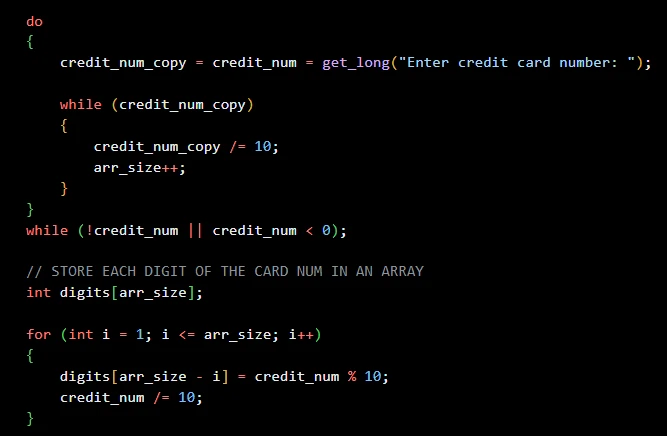 do
{
    credit_num_copy = credit_num = get_long("Enter credit card number: ");

    while (credit_num_copy)
    {
        credit_num_copy /= 10;
        arr_size++;
    }
}
while (!credit_num || credit_num < 0);

// STORE EACH DIGIT OF THE CARD NUM IN AN ARRAY
int digits[arr_size];

for (int i = 1; i <= arr_size; i++)
{
    digits[arr_size - i] = credit_num % 10;
    credit_num /= 10;
}